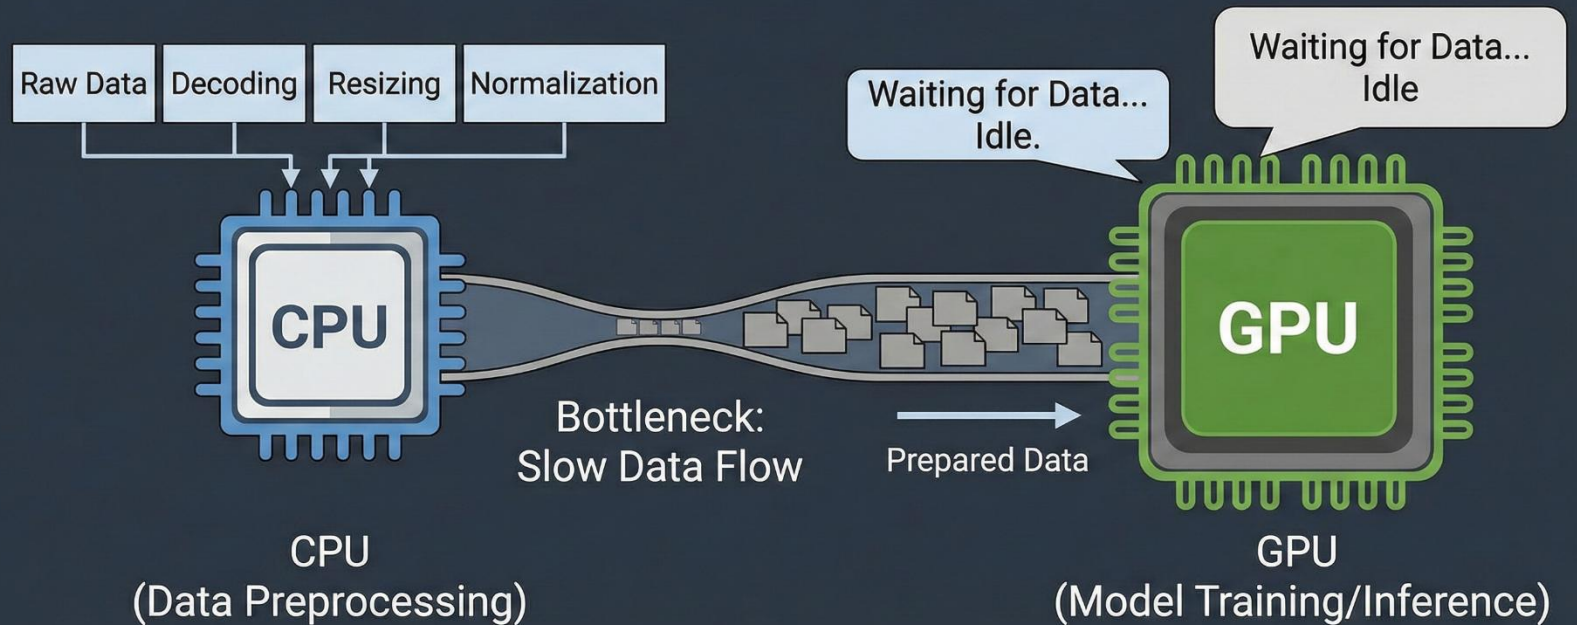 Raw Data
Decoding
Resizing
Normalization
Waiting for Data...
Idle.
Waiting for Data...
Idle
CPU
GPU
Bottleneck:
Slow Data Flow
Prepared Data
CPU
(Data Preprocessing)
GPU
(Model Training/Inference)